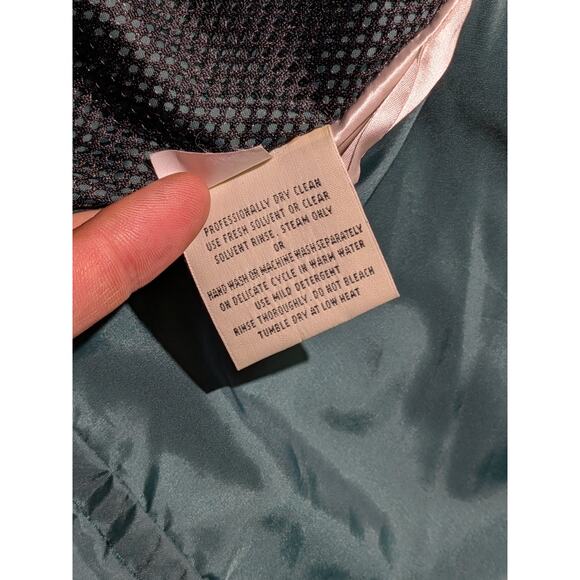 PROFESSIONALLY DRY CLEAN
USE FRESH SOLVENT OR CLEAR
SOLVENT RINSE, STEAM ONLY
OR
HAND WASH OR MACHINE WASH SEPARATELY
ON DELICATE CYCLE IN WARM WATER
USE MILD DETERGENT
RINSE THOROUGHLY. DO NOT BLEACH
TUMBLE DRY AT LOW HEAT